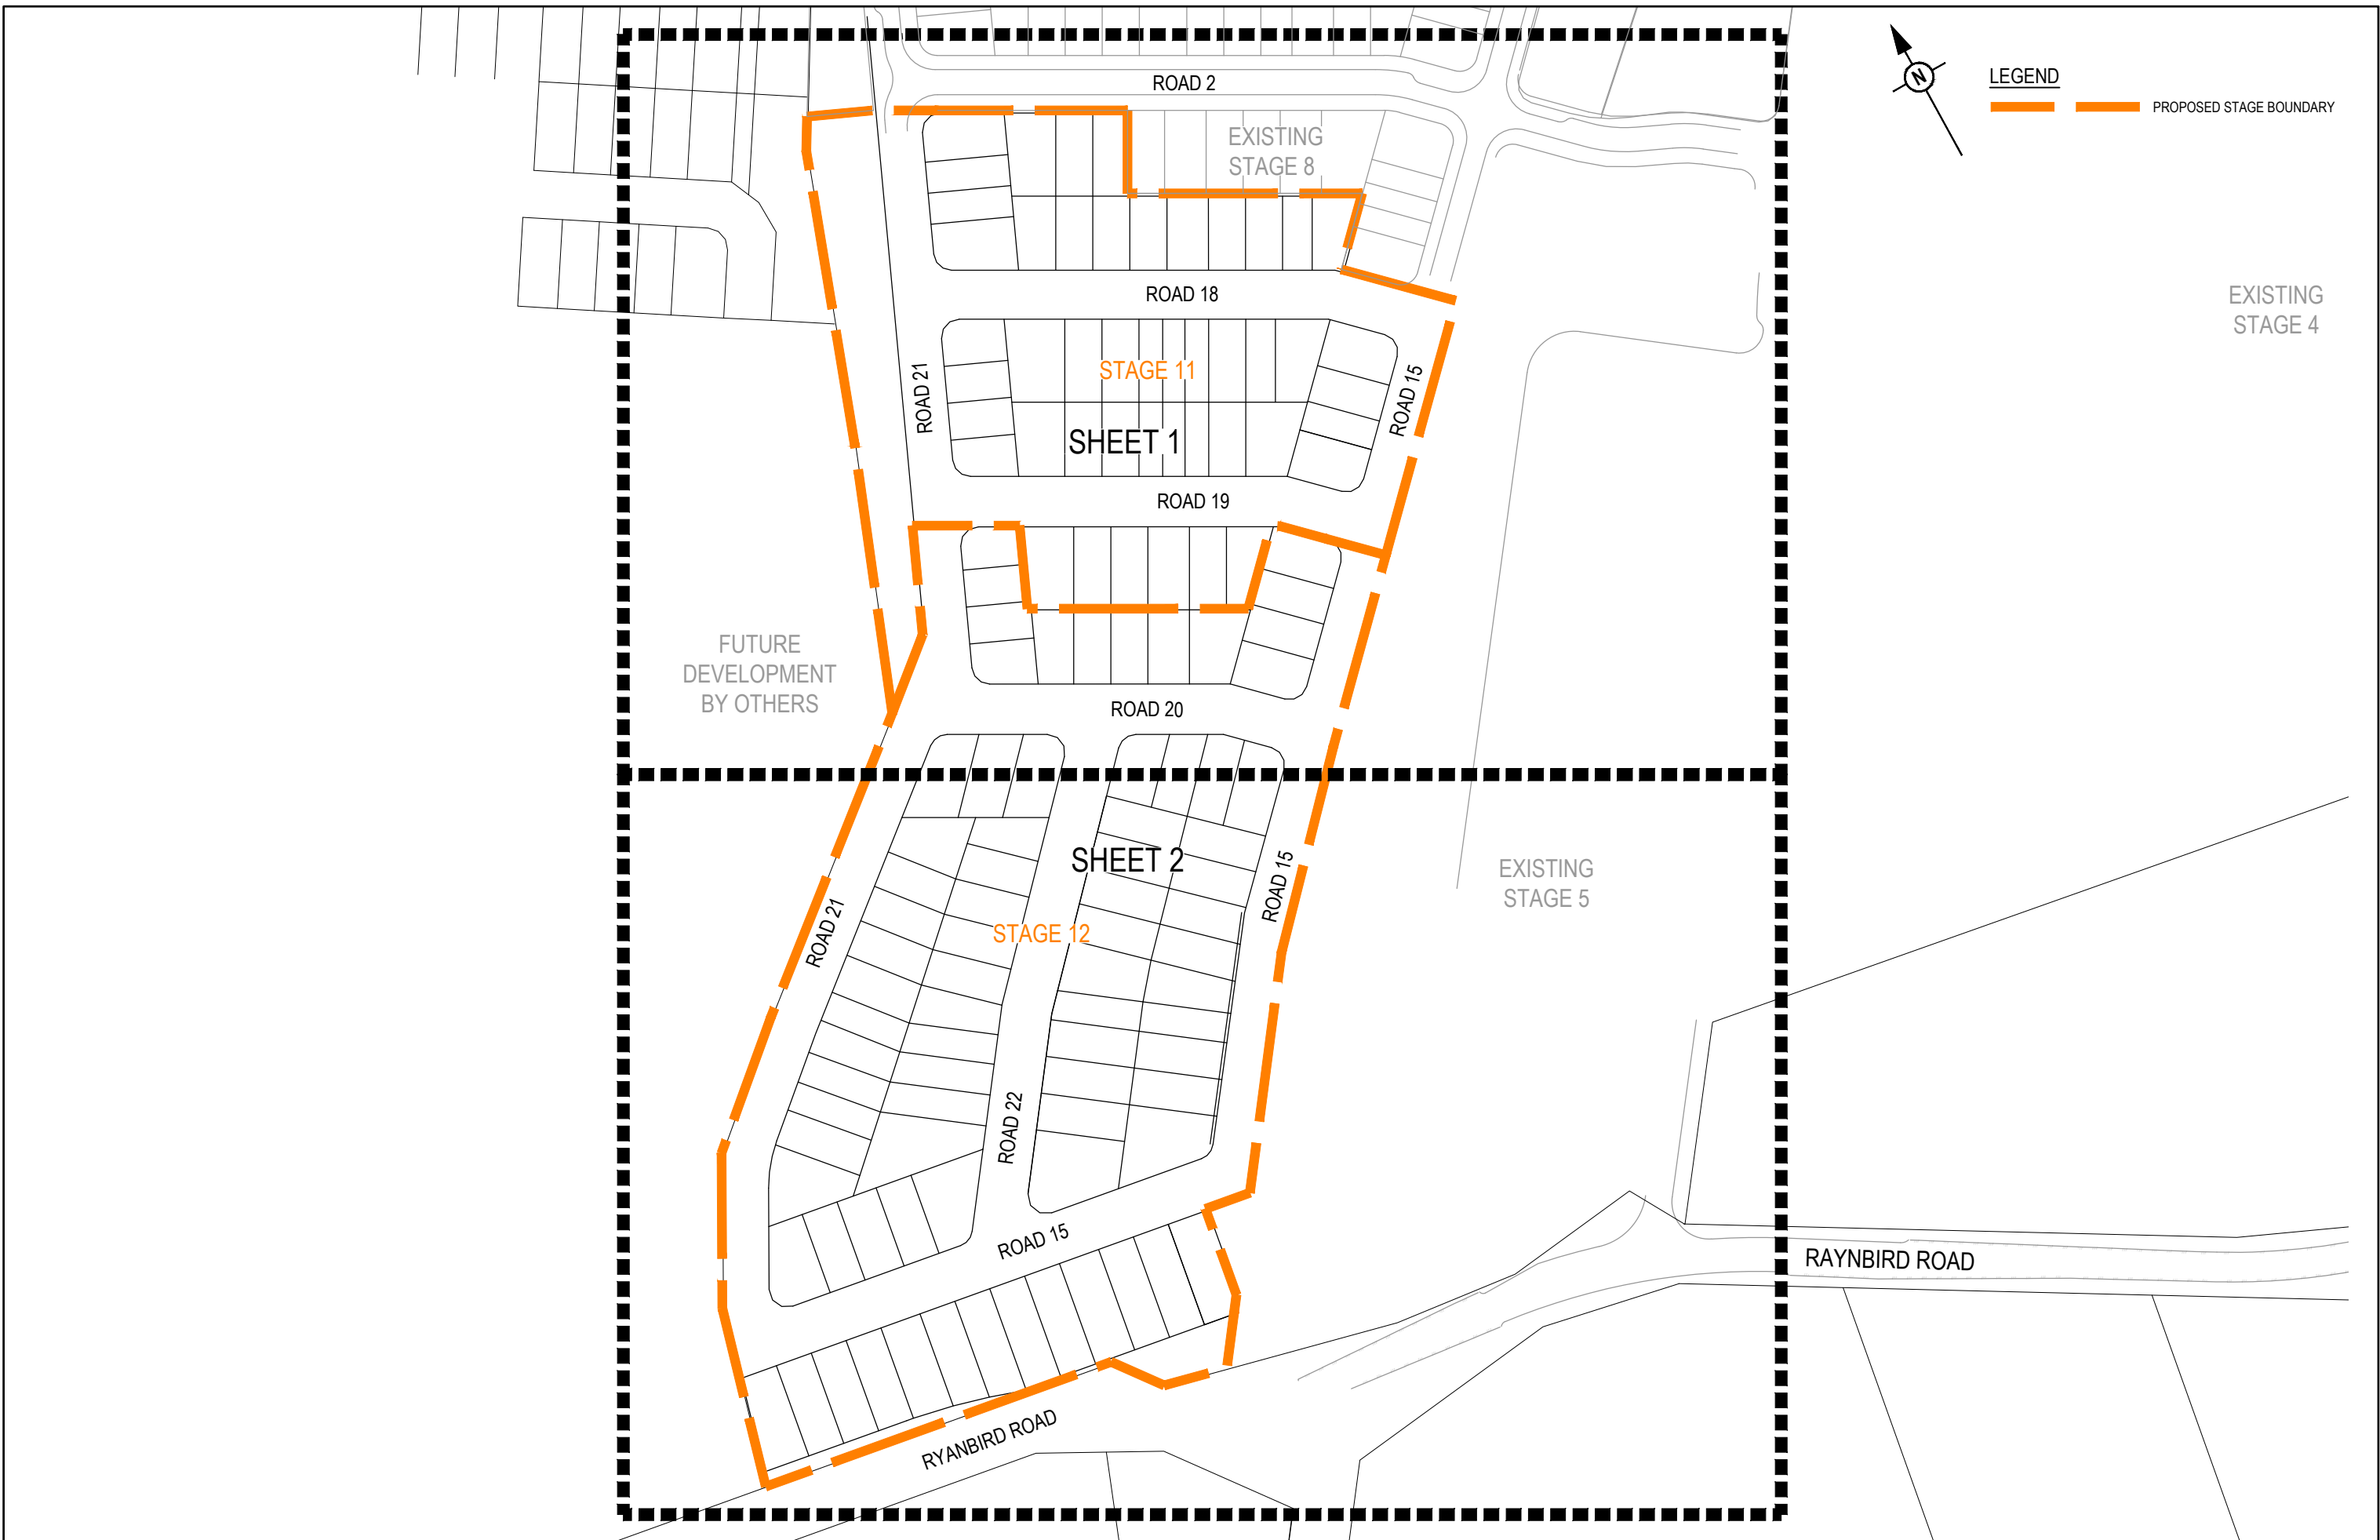 ROAD 2
N
LEGEND
PROPOSED STAGE BOUNDARY
EXISTING
STAGE 8
ROAD 18
EXISTING
STAGE 4
STAGE 11
ROAD 21
ROAD 15
SHEET 1
ROAD 19
FUTURE
DEVELOPMENT
BY OTHERS
ROAD 20
SHEET 2
ROAD 15
EXISTING
STAGE 5
ROAD 21
STAGE 12
ROAD 22
ROAD 15
RAYNBIRD ROAD
RYANBIRD ROAD